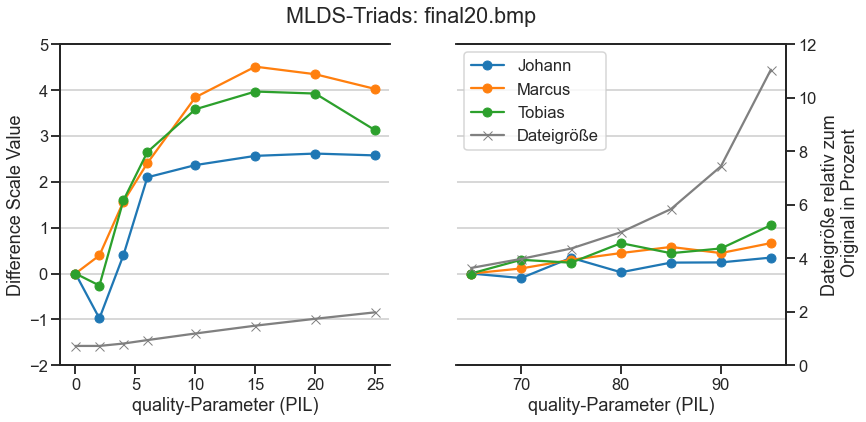 MLDS-Triads: final20.bmp
Difference Scale Value
5
4
3
2
1
0
−1
−2
0 5 10 15 20 25
quality-Parameter (PIL)
Johann
Marcus
Tobias
Dateigröße
70 80 90
quality-Parameter (PIL)
12
10
8
6
4
2
0
Dateigröße relativ zum
Original in Prozent